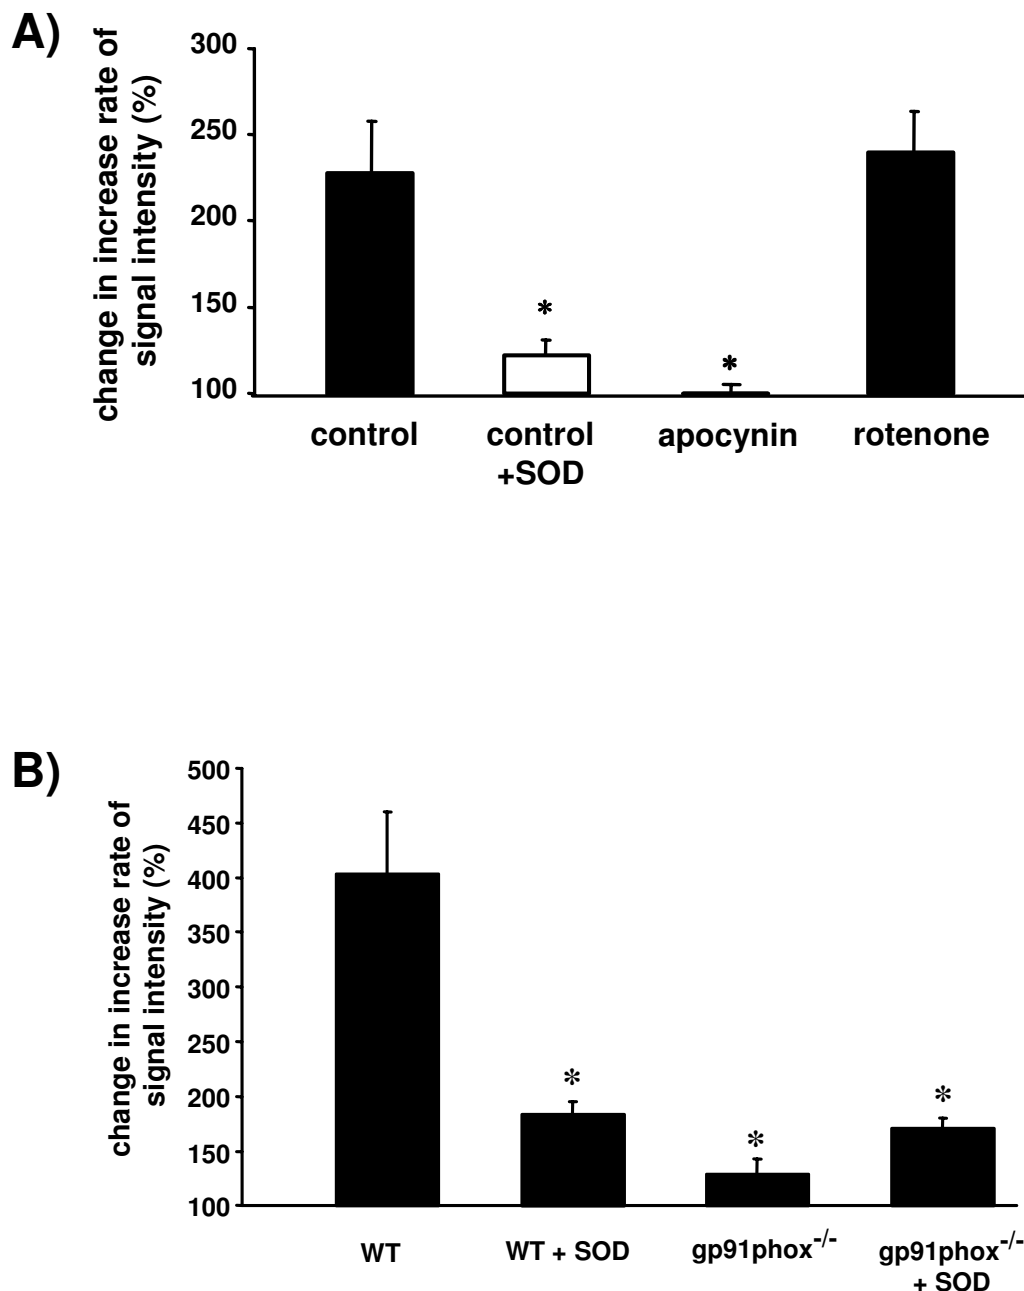 A)
change in increase rate of
signal intensity (%)
300
250
200
150
100
*
*
control
control
+SOD
apocynin
rotenone
B)
change in increase rate of
signal intensity (%)
500
450
400
350
300
250
200
150
100
*
*
*
WT
WT + SOD
gp91phox-/-
gp91phox-/-
+ SOD